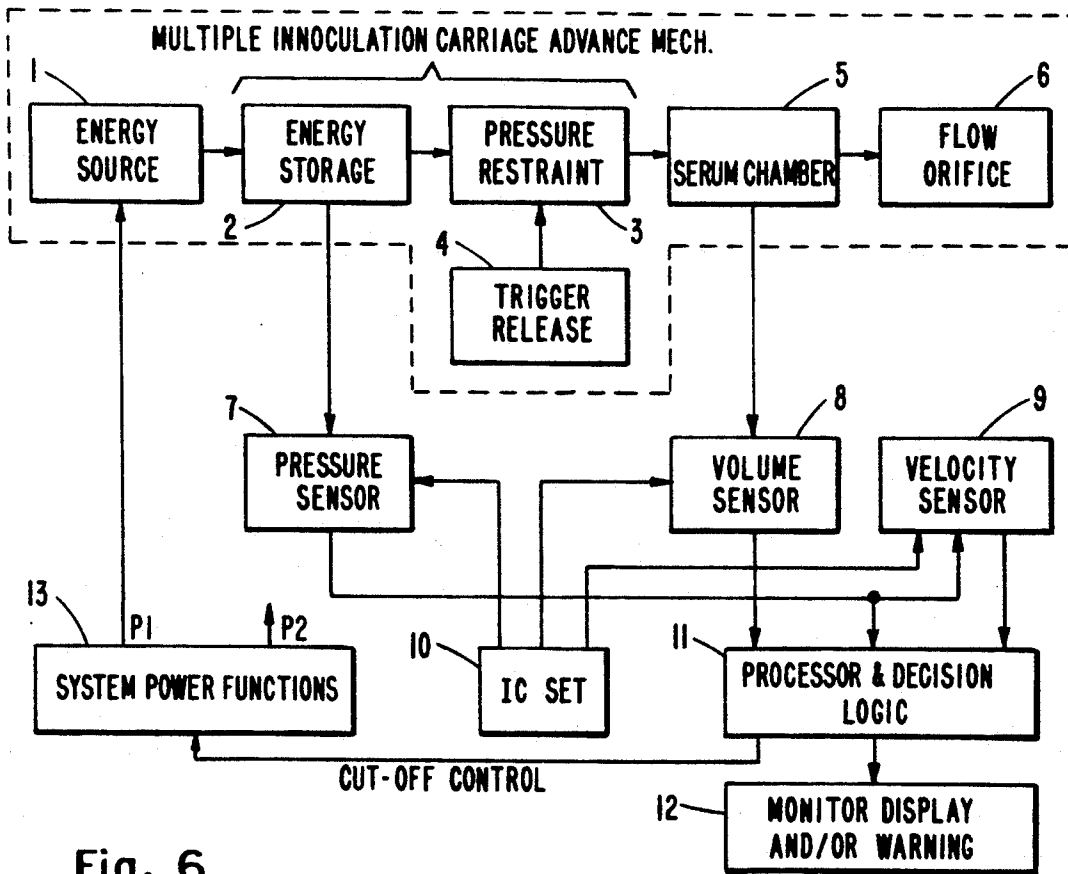 MULTIPLE INNOCULATION CARRIAGE ADVANCE MECH.
1
ENERGY
SOURCE
ENERGY
STORAGE
2
PRESSURE
RESTRAINT
3
5
SERUM CHAMBER
6
FLOW
ORIFICE
4
TRIGGER
RELEASE
7
PRESSURE
SENSOR
8
VOLUME
SENSOR
9
VELOCITY
SENSOR
13
P1
P2
SYSTEM POWER FUNCTIONS
10
IC SET
11
PROCESSOR & DECISION
LOGIC
CUT-OFF CONTROL
12
MONITOR DISPLAY
AND/OR WARNING
Fig. 6